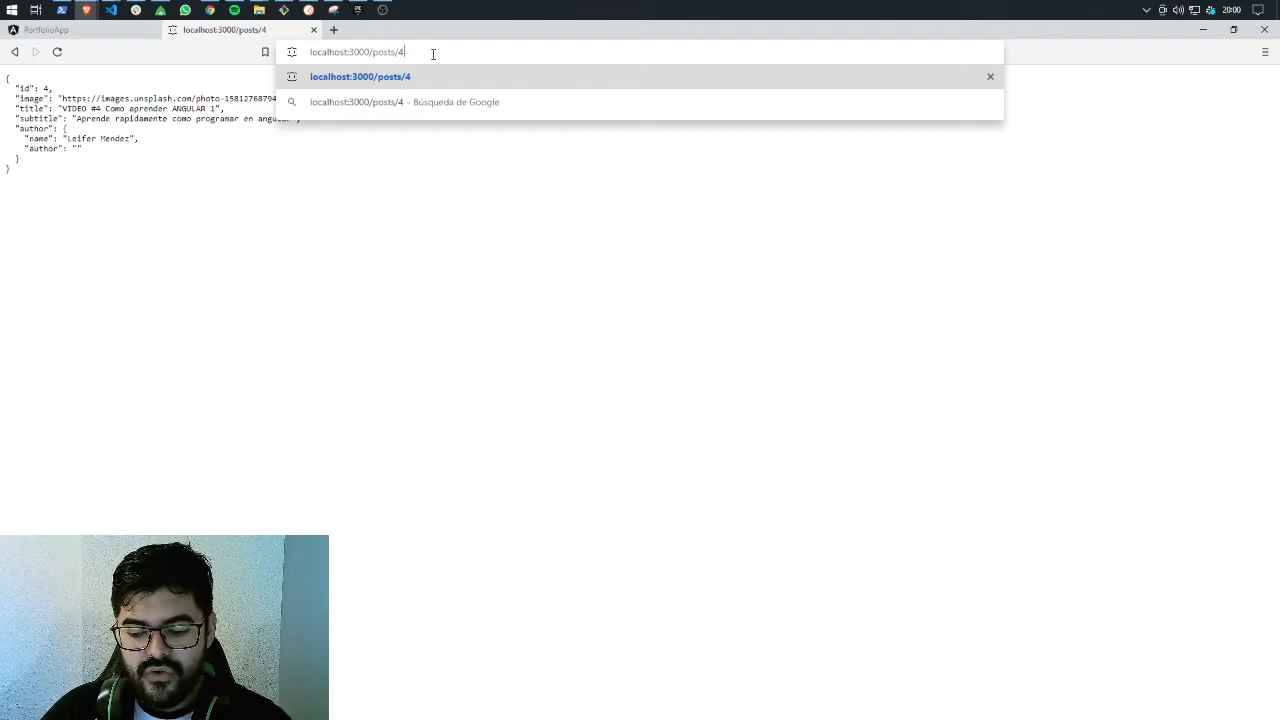 20:00
PortfolioApp
localhost:3000/posts/4
localhost:3000/posts/4
localhost:3000/posts/4
localhost:3000/posts/4 - Búsqueda de Google
{
"id": 4,
"image": "https://images.unsplash.com/photo-15812768794
"title": "VIDEO #4 Como aprender ANGULAR 1",
"subtitle": "Aprende rapidamente como programar en angular",
"author": {
"name": "Leifer Mendez",
"author": ""
}
}